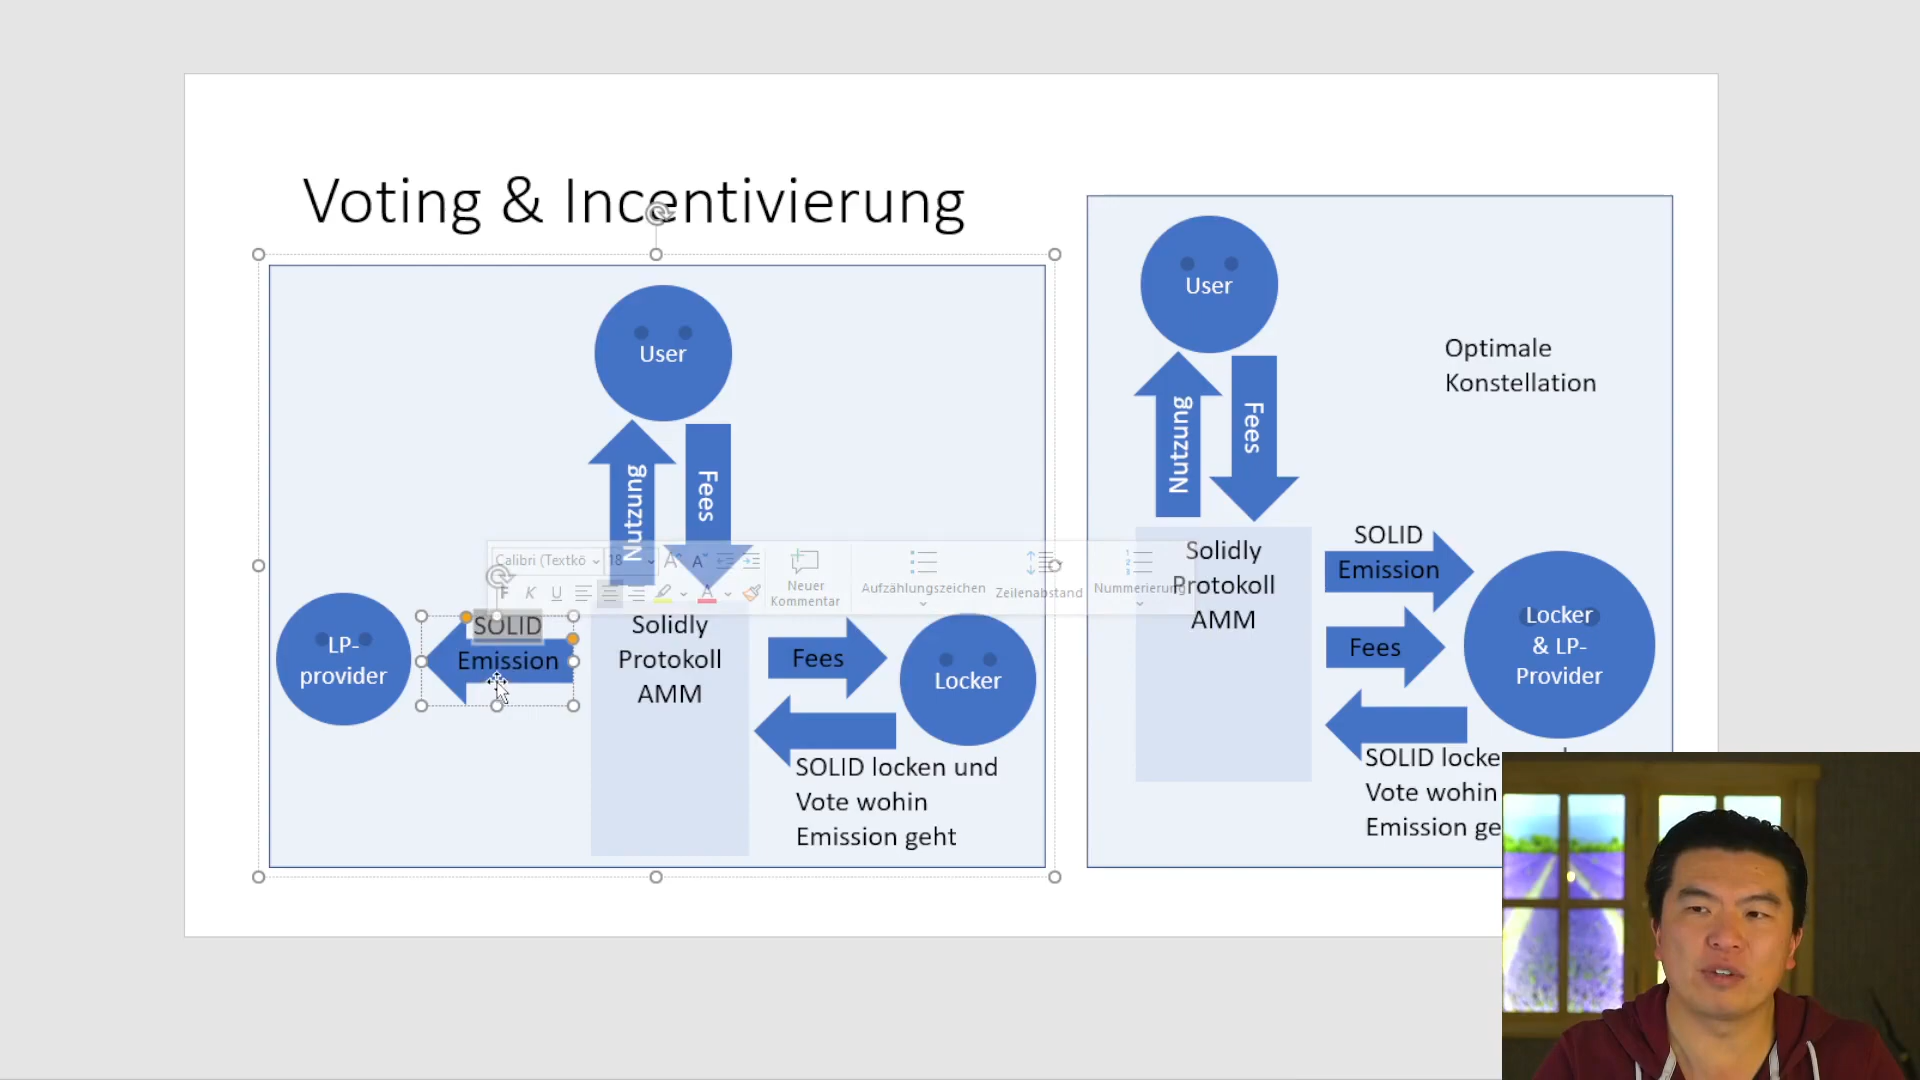 Voting & Incentivierung
User
Nutzung
Fees
Calibri (Textkö
18
F K U
Neuer
Kommentar
Aufzählungszeichen
Zeilenabstand
Nummerierung
LP-
provider
SOLID
Emission
Solidly
Protokoll
AMM
Fees
Locker
SOLID locken und
Vote wohin
Emission geht
User
Optimale
Konstellation
Nutzung
Fees
Solidly
Protokoll
AMM
SOLID
Emission
Fees
Locker
& LP-
Provider
SOLID locke
Vote wohin
Emission ge